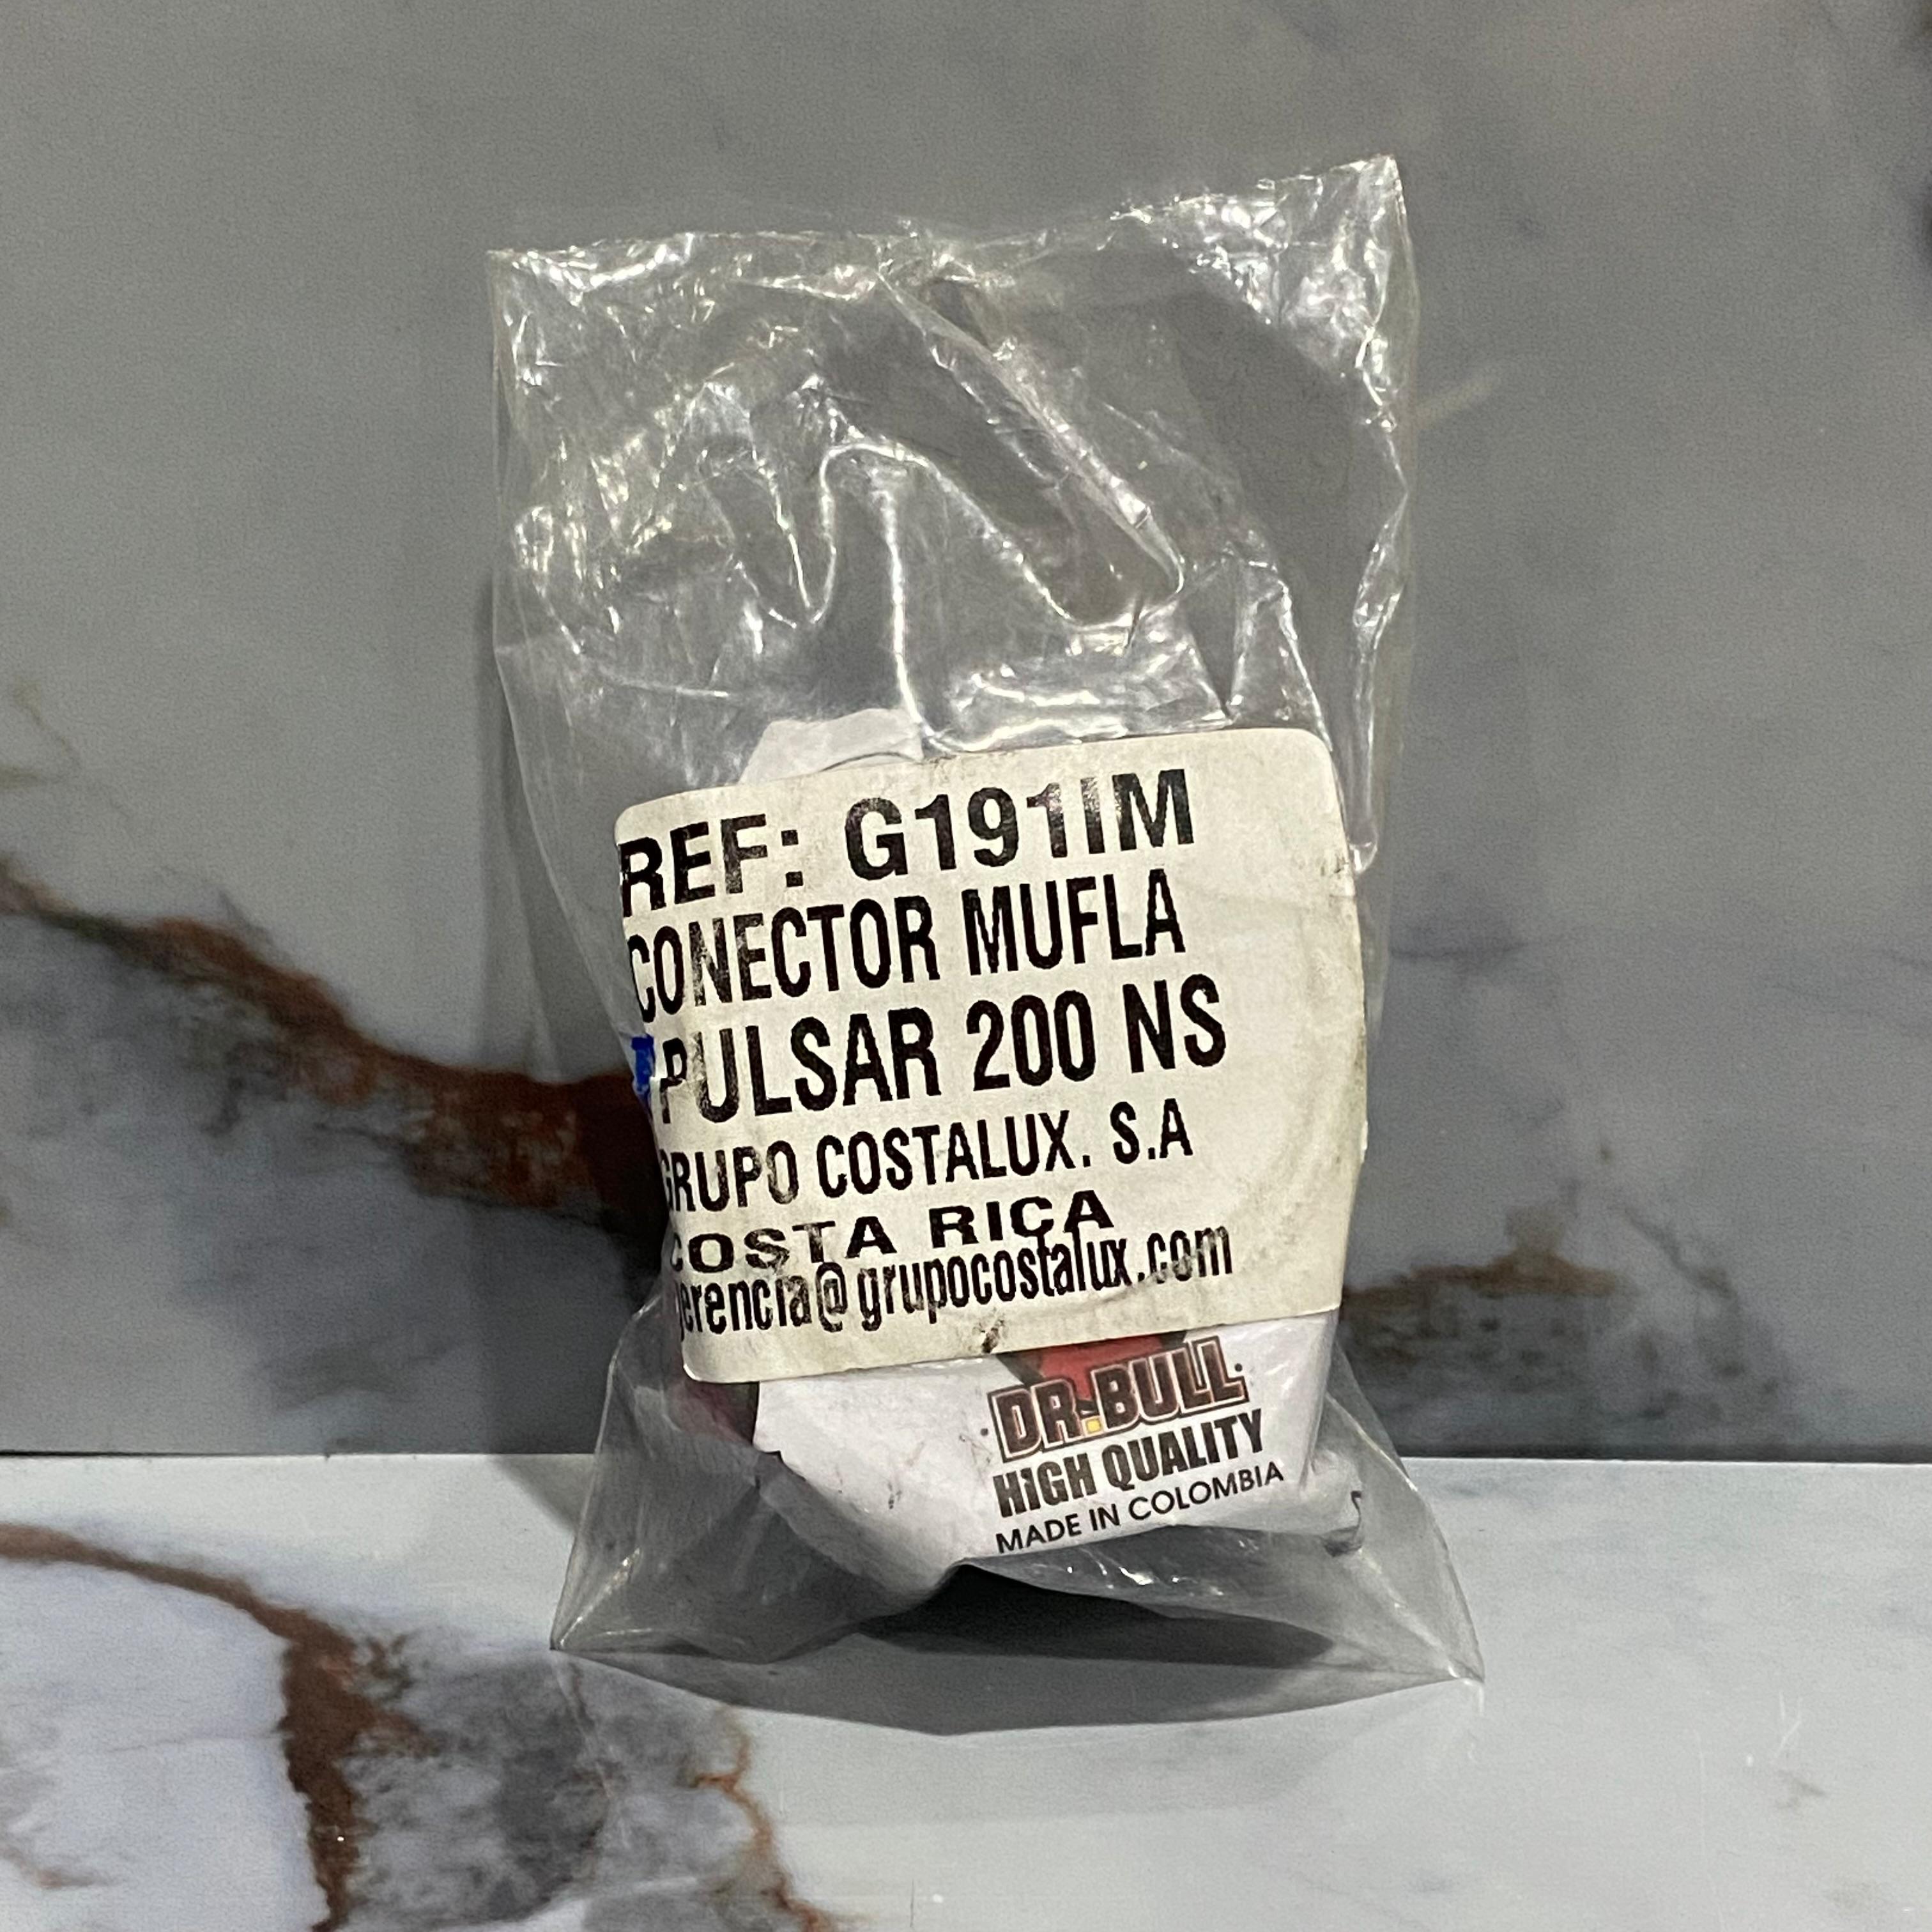 REF: G191IM
CONECTOR MUFLA
PULSAR 200 NS
GRUPO COSTALUX. S.A
COSTA RICA
gerencia@grupocostalux.com
DR.BULL
HIGH QUALITY
MADE IN COLOMBIA